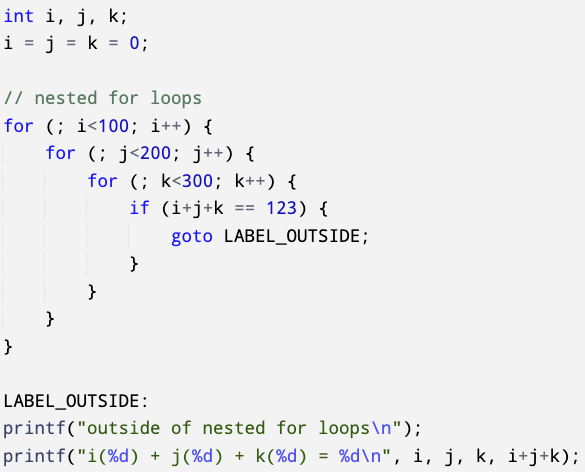 int i, j, k;
i = j = k = 0;

// nested for loops
for (; i<100; i++) {
    for (; j<200; j++) {
        for (; k<300; k++) {
            if (i+j+k == 123) {
                goto LABEL_OUTSIDE;
            }
        }
    }
}

LABEL_OUTSIDE:
printf("outside of nested for loops\n");
printf("i(%d) + j(%d) + k(%d) = %d\n", i, j, k, i+j+k);